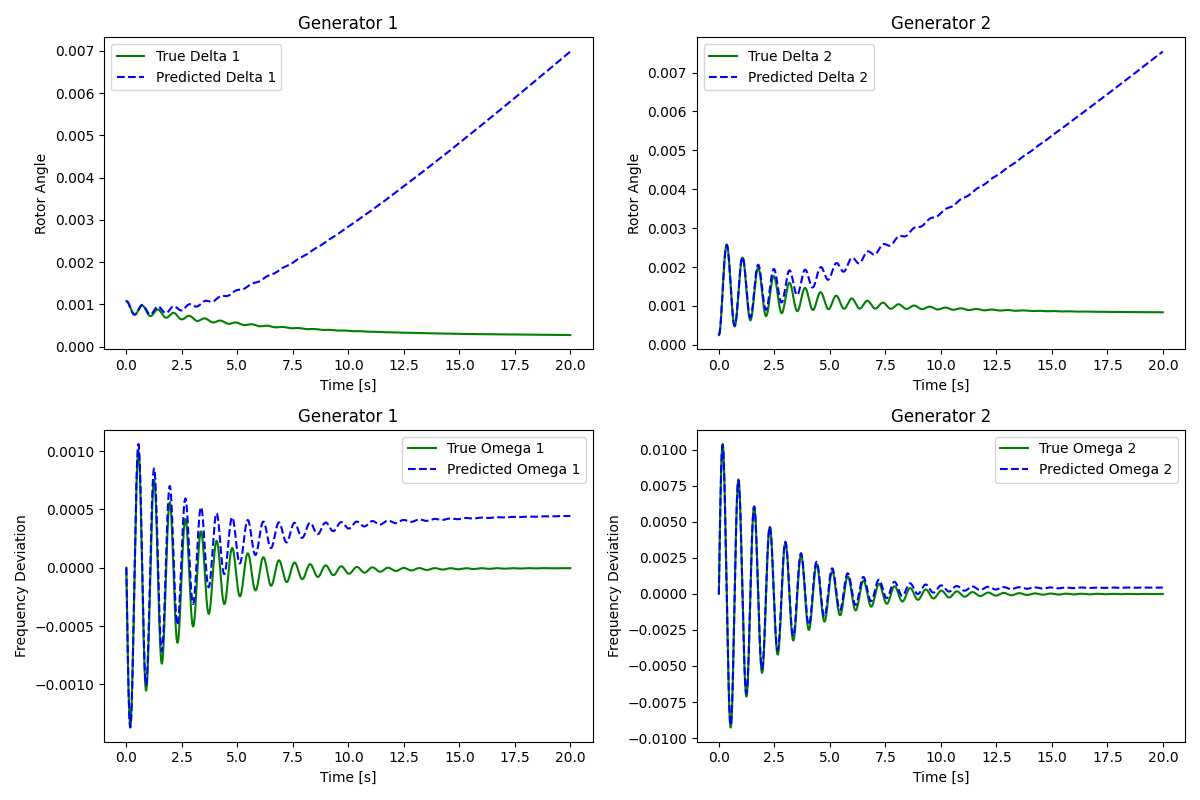 Generator 1
True Delta 1
Predicted Delta 1
0.007
0.006
0.005
0.004
0.003
0.002
0.001
0.000
Rotor Angle
0.0 2.5 5.0 7.5 10.0 12.5 15.0 17.5 20.0
Time [s]
Generator 2
True Delta 2
Predicted Delta 2
0.007
0.006
0.005
0.004
0.003
0.002
0.001
0.000
Rotor Angle
0.0 2.5 5.0 7.5 10.0 12.5 15.0 17.5 20.0
Time [s]
Generator 1
True Omega 1
Predicted Omega 1
0.0010
0.0005
0.0000
−0.0005
−0.0010
Frequency Deviation
0.0 2.5 5.0 7.5 10.0 12.5 15.0 17.5 20.0
Time [s]
Generator 2
True Omega 2
Predicted Omega 2
0.0100
0.0075
0.0050
0.0025
0.0000
−0.0025
−0.0050
−0.0075
−0.0100
Frequency Deviation
0.0 2.5 5.0 7.5 10.0 12.5 15.0 17.5 20.0
Time [s]